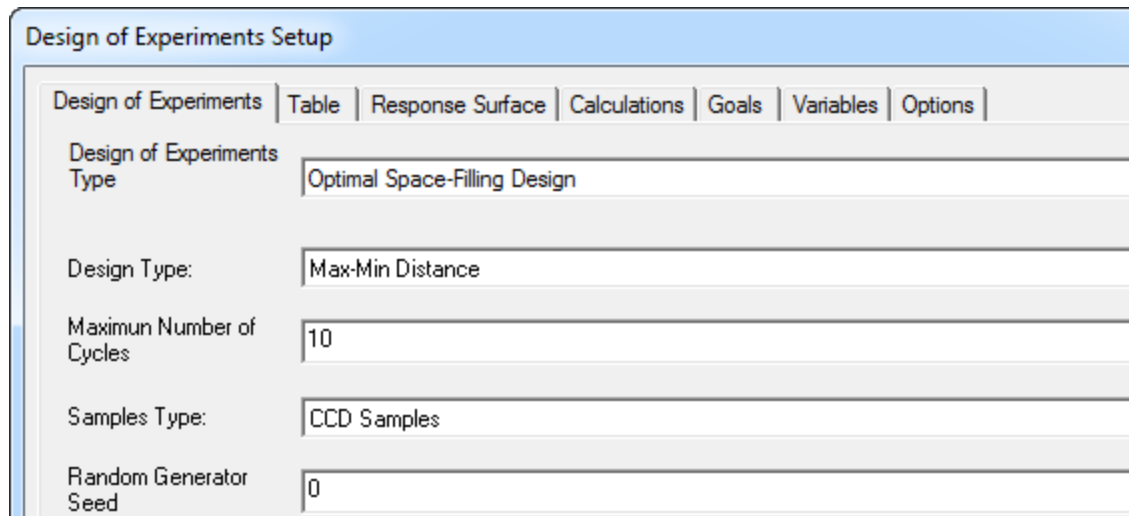 Design of Experiments Setup
Design of Experiments Table Response Surface Calculations Goals Variables Options
Design of Experiments
Type
Optimal Space-Filling Design
Design Type:
Max-Min Distance
Maximun Number of
Cycles
10
Samples Type:
CCD Samples
Random Generator
Seed
0